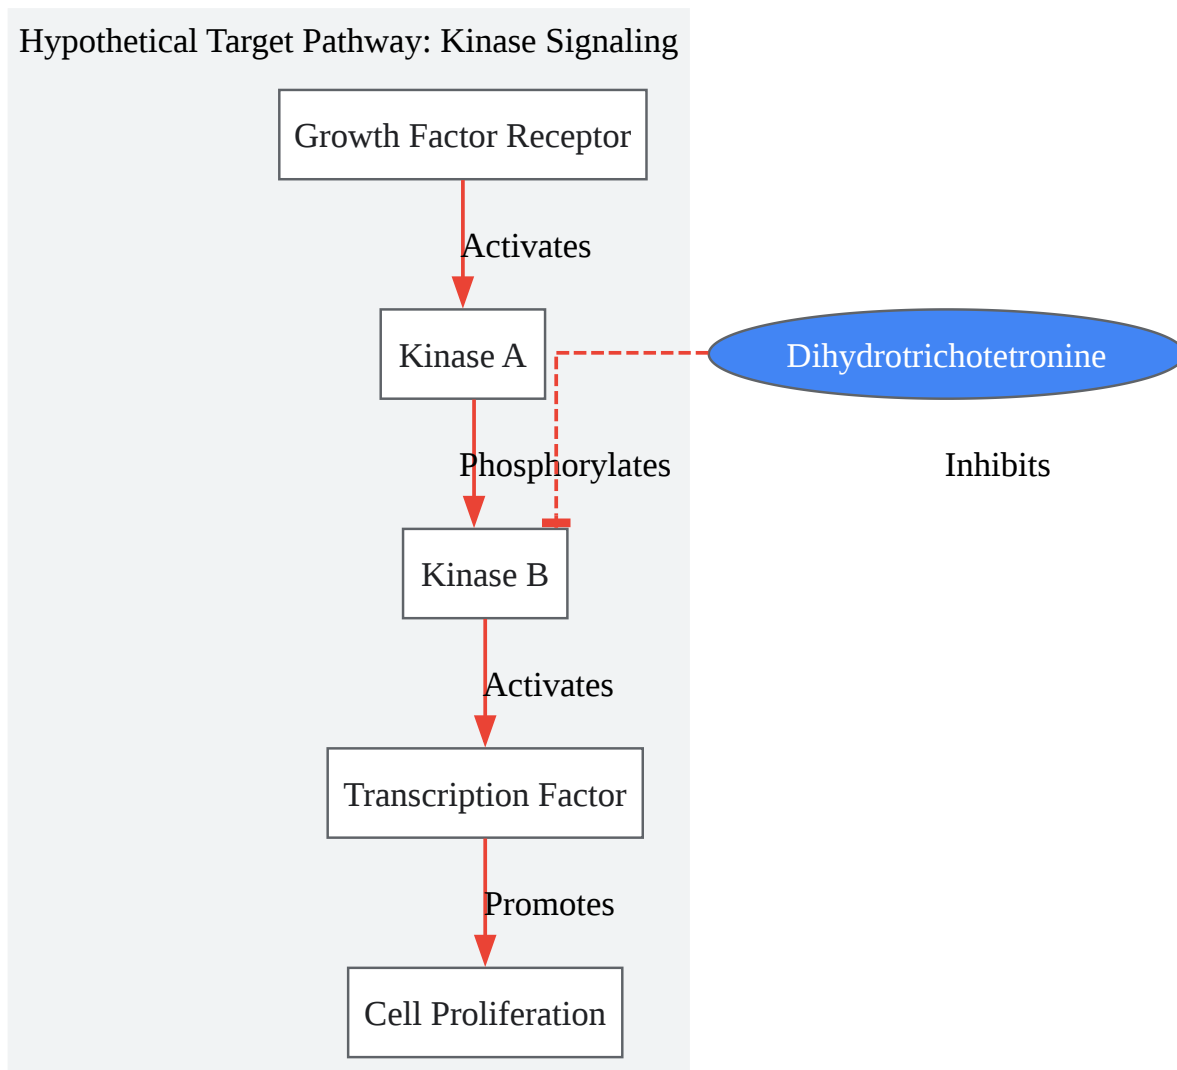 Hypothetical Target Pathway: Kinase Signaling
Growth Factor Receptor
Activates
Kinase A
Dihydrotrichotetronine
Phosphorylates
Inhibits
Kinase B
Activates
Transcription Factor
Promotes
Cell Proliferation